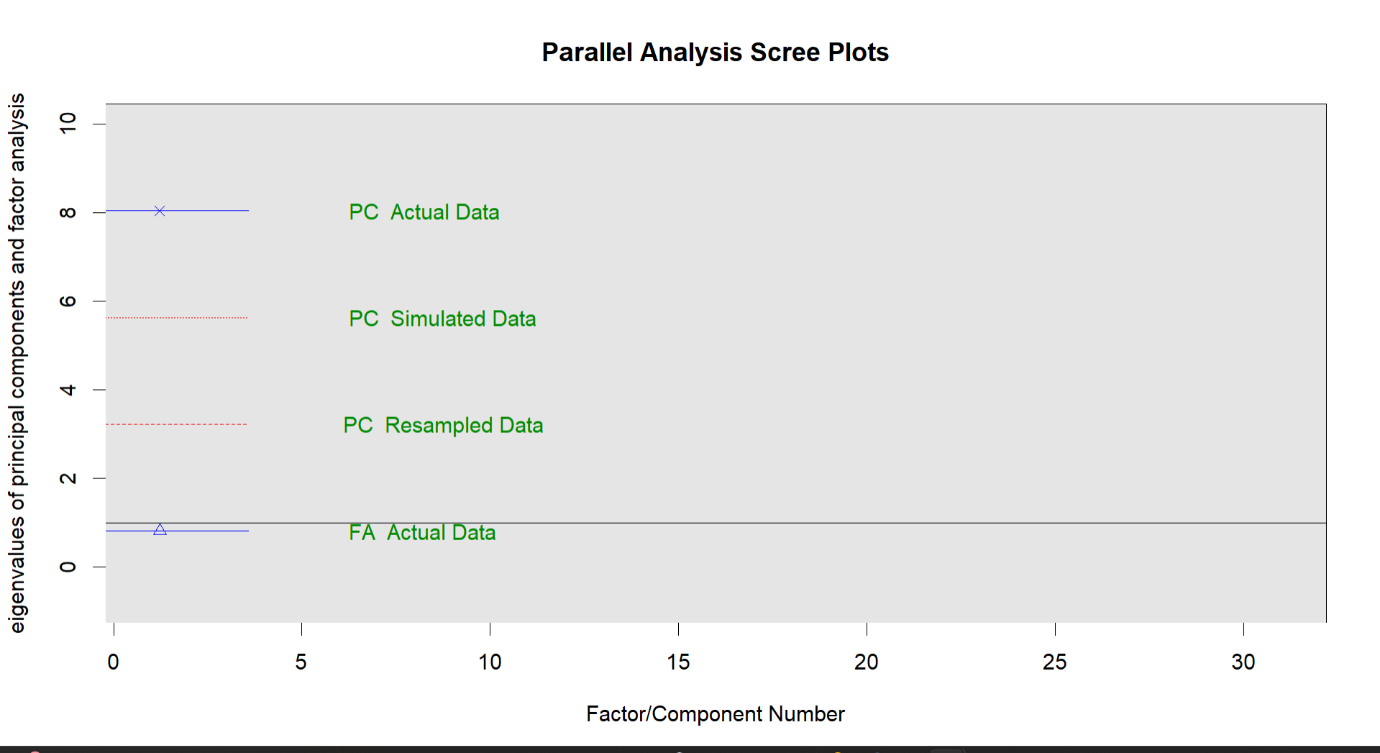 Parallel Analysis Scree Plots
eigenvalues of principal components and factor analysis
10
8
6
4
2
0
PC Actual Data
PC Simulated Data
PC Resampled Data
FA Actual Data
0 5 10 15 20 25 30
Factor/Component Number